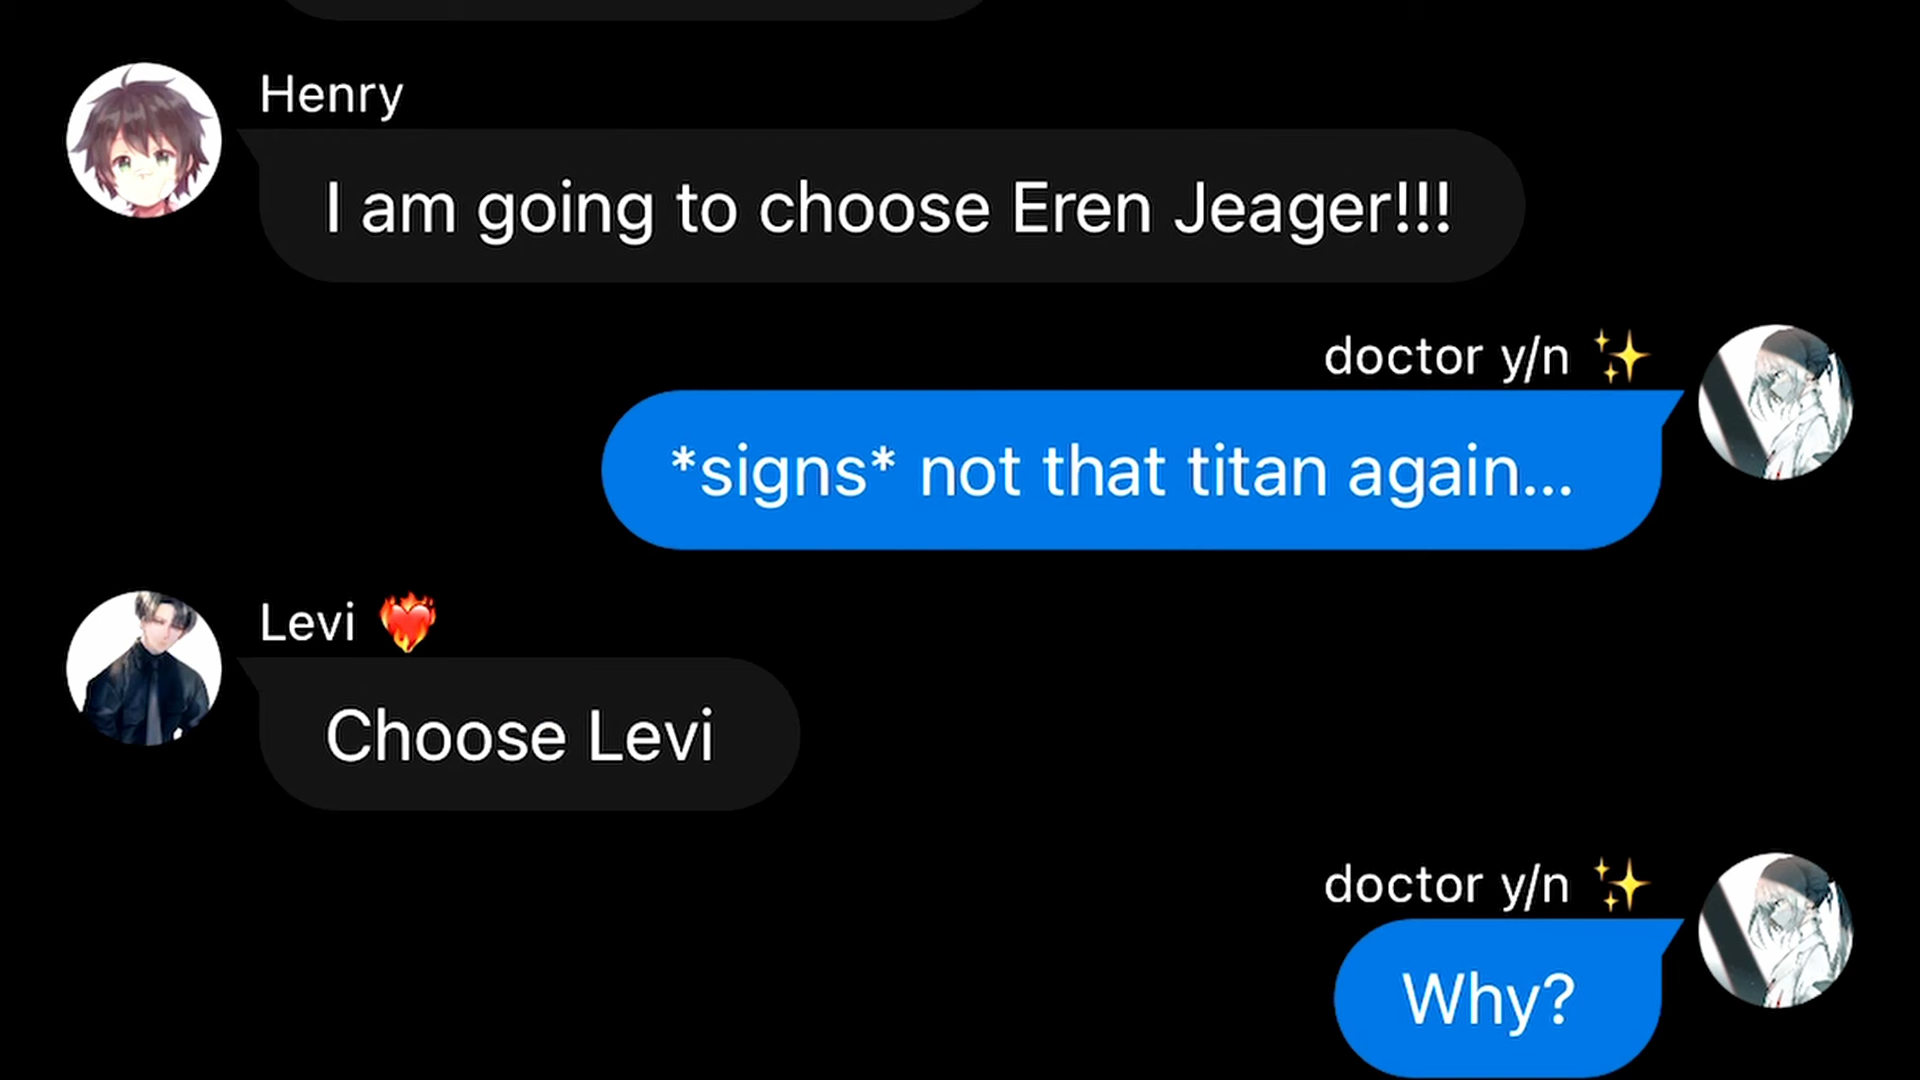 Henry
I am going to choose Eren Jeager!!!
doctor y/n ✨
*signs* not that titan again...
Levi ❤️‍🔥
Choose Levi
doctor y/n ✨
Why?